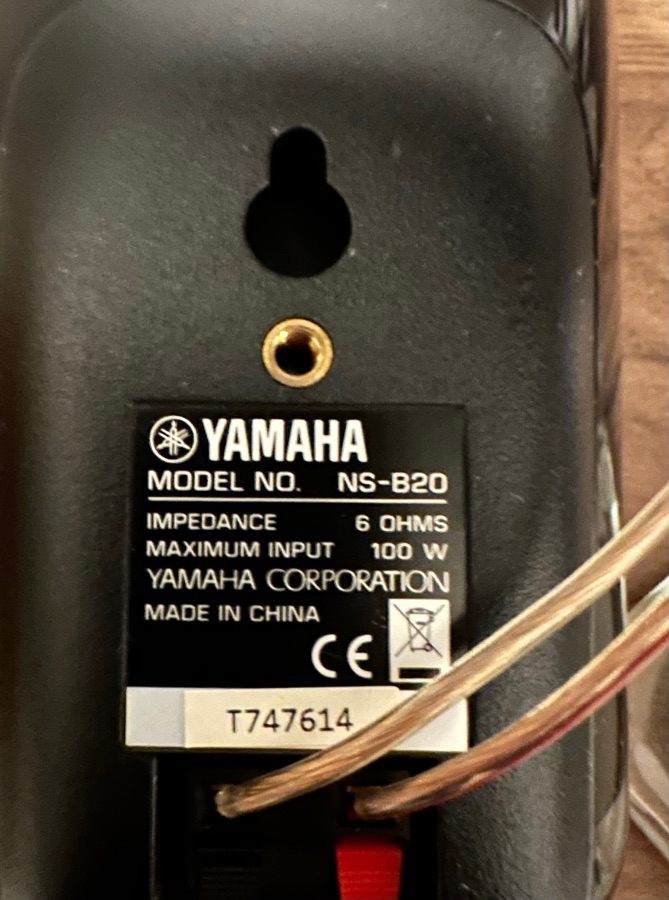 YAMAHA
MODEL NO. NS-B20
IMPEDANCE 6 OHMS
MAXIMUM INPUT 100 W
YAMAHA CORPORATION
MADE IN CHINA
CE
T747614